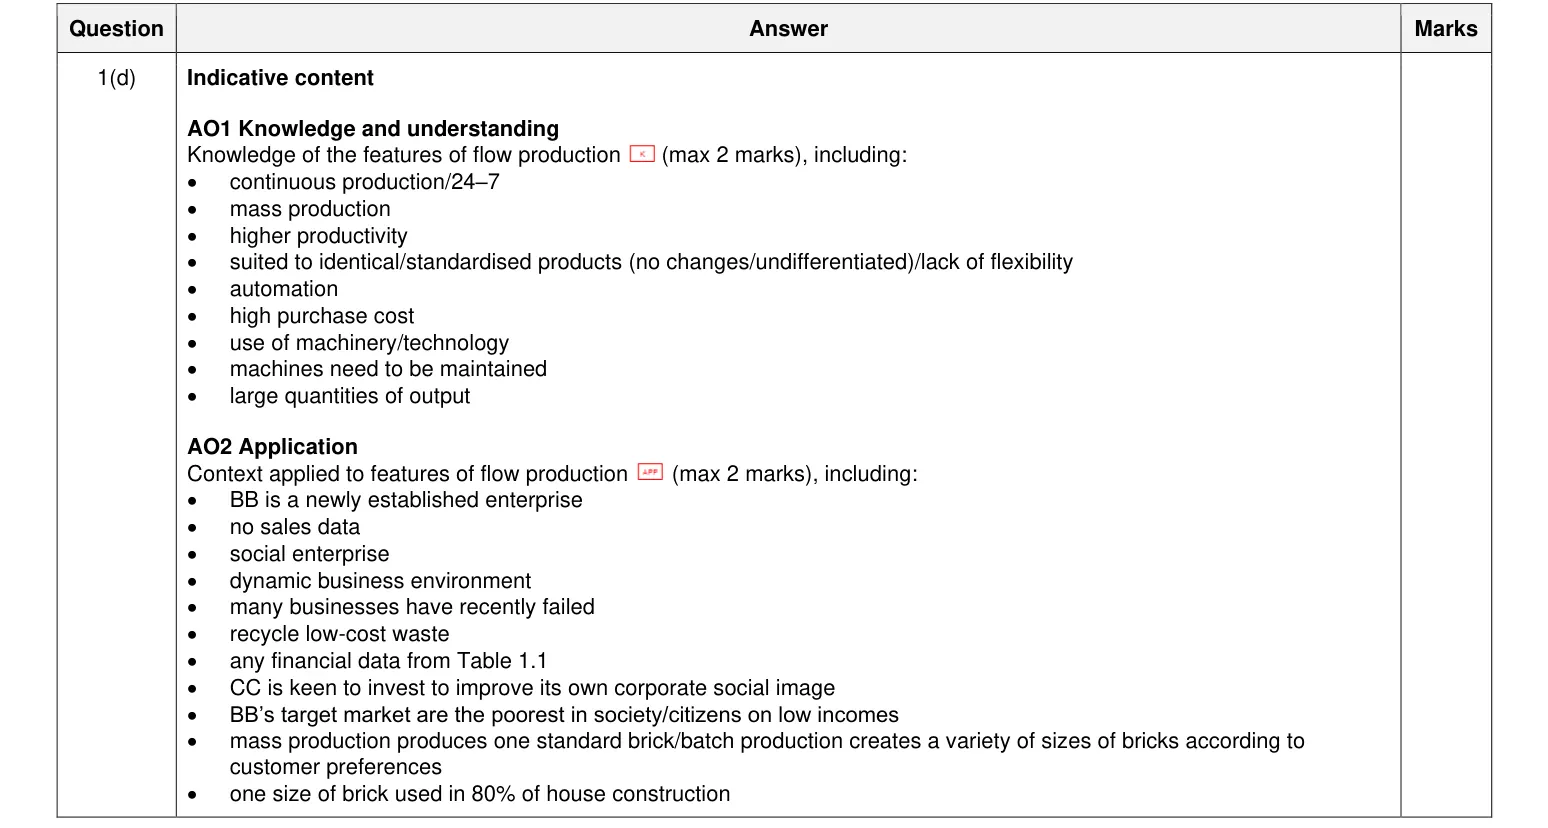 Question Answer Marks
1(d) Indicative content
AO1 Knowledge and understanding
Knowledge of the features of flow production K (max 2 marks), including:
• continuous production/24–7
• mass production
• higher productivity
• suited to identical/standardised products (no changes/undifferentiated)/lack of flexibility
• automation
• high purchase cost
• use of machinery/technology
• machines need to be maintained
• large quantities of output
AO2 Application
Context applied to features of flow production APP (max 2 marks), including:
• BB is a newly established enterprise
• no sales data
• social enterprise
• dynamic business environment
• many businesses have recently failed
• recycle low-cost waste
• any financial data from Table 1.1
• CC is keen to invest to improve its own corporate social image
• BB’s target market are the poorest in society/citizens on low incomes
• mass production produces one standard brick/batch production creates a variety of sizes of bricks according to
customer preferences
• one size of brick used in 80% of house construction